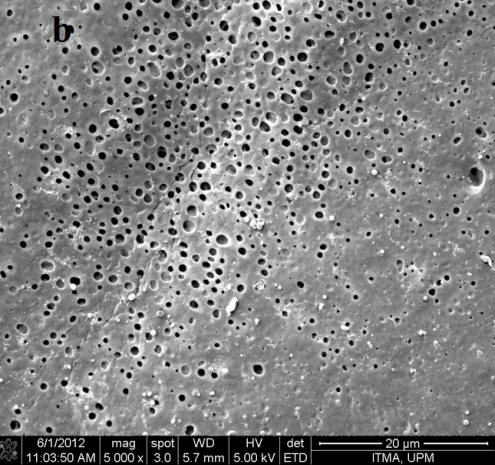 b
6/1/2012 mag spot WD HV det 20 µm
11:03:50 AM 5 000 x 3.0 5.7 mm 5.00 kV ETD ITMA, UPM